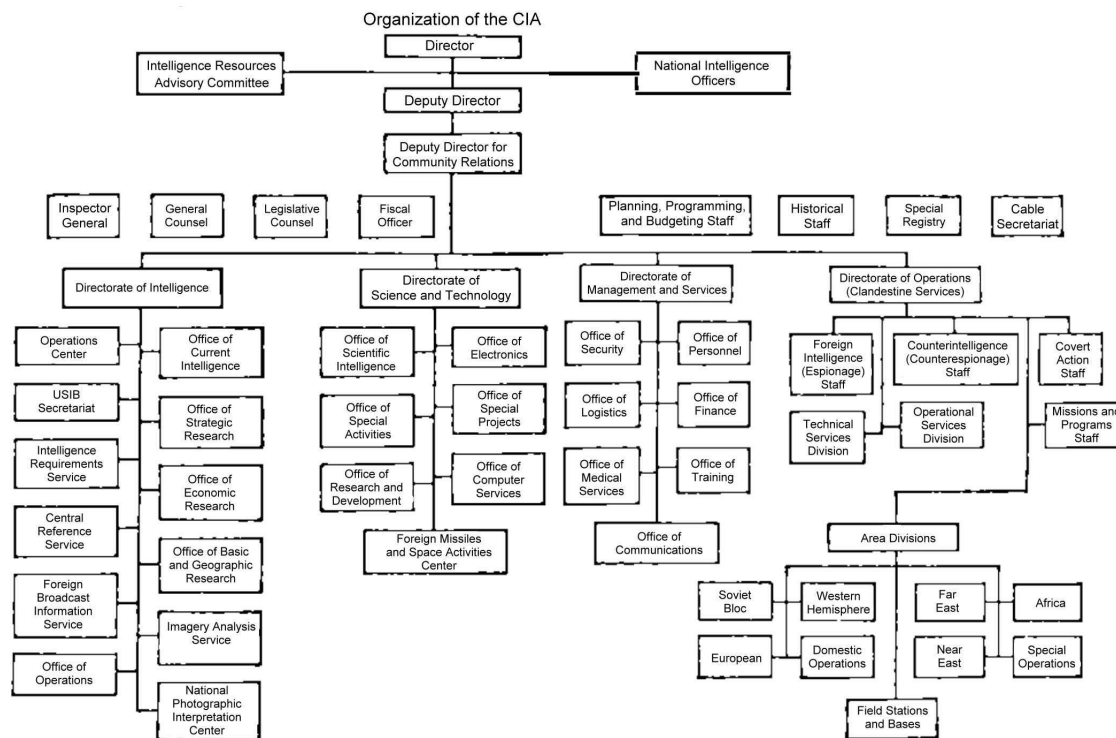 Organization of the CIA
Director
Intelligence Resources
Advisory Committee
National Intelligence
Officers
Deputy Director
Deputy Director for
Community Relations
Inspector
General
General
Counsel
Legislative
Counsel
Fiscal
Officer
Planning, Programming,
and Budgeting Staff
Historical
Staff
Special
Registry
Cable
Secretariat
Directorate of Intelligence
Directorate of
Science and Technology
Directorate of
Management and Services
Directorate of Operations
(Clandestine Services)
Operations
Center
Office of
Current
Intelligence
USIB
Secretariat
Office of
Strategic
Research
Intelligence
Requirements
Service
Office of
Economic
Research
Central
Reference
Service
Office of Basic
and Geographic
Research
Foreign
Broadcast
Information
Service
Imagery Analysis
Service
Office of
Operations
National
Photographic
Interpretation
Center
Office of
Scientific
Intelligence
Office of
Electronics
Office of
Special
Activities
Office of
Special
Projects
Office of
Research and
Development
Office of
Computer
Services
Foreign Missiles
and Space Activities
Center
Office of
Security
Office of
Personnel
Office of
Logistics
Office of
Finance
Office of
Medical
Services
Office of
Training
Office of
Communications
Foreign
Intelligence
(Espionage)
Staff
Counterintelligence
(Counterespionage)
Staff
Covert
Action
Staff
Technical
Services
Division
Operational
Services
Division
Missions and
Programs
Staff
Area Divisions
Soviet
Bloc
Western
Hemisphere
Far
East
Africa
European
Domestic
Operations
Near
East
Special
Operations
Field Stations
and Bases